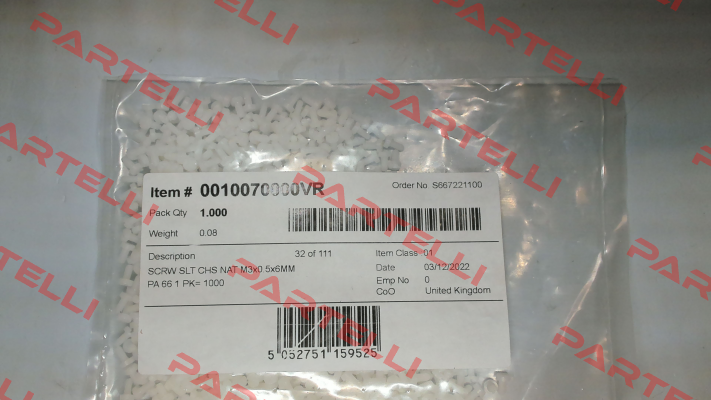 PARTELLI PARTELLI PARTELLI
Item # 0010070000VR
Order No. S667221100
Pack Qty 1.000
Weight 0.08
Description 32 of 111 Item Class 01
SCRW SLT CHS NAT M3x0.5x6MM Date 03/12/2022
PA 66 1 PK= 1000 Emp No 0
CoO United Kingdom
5 052751 159525
PARTELLI PARTELLI PARTELLI
PARTELLI PARTELLI PARTELLI